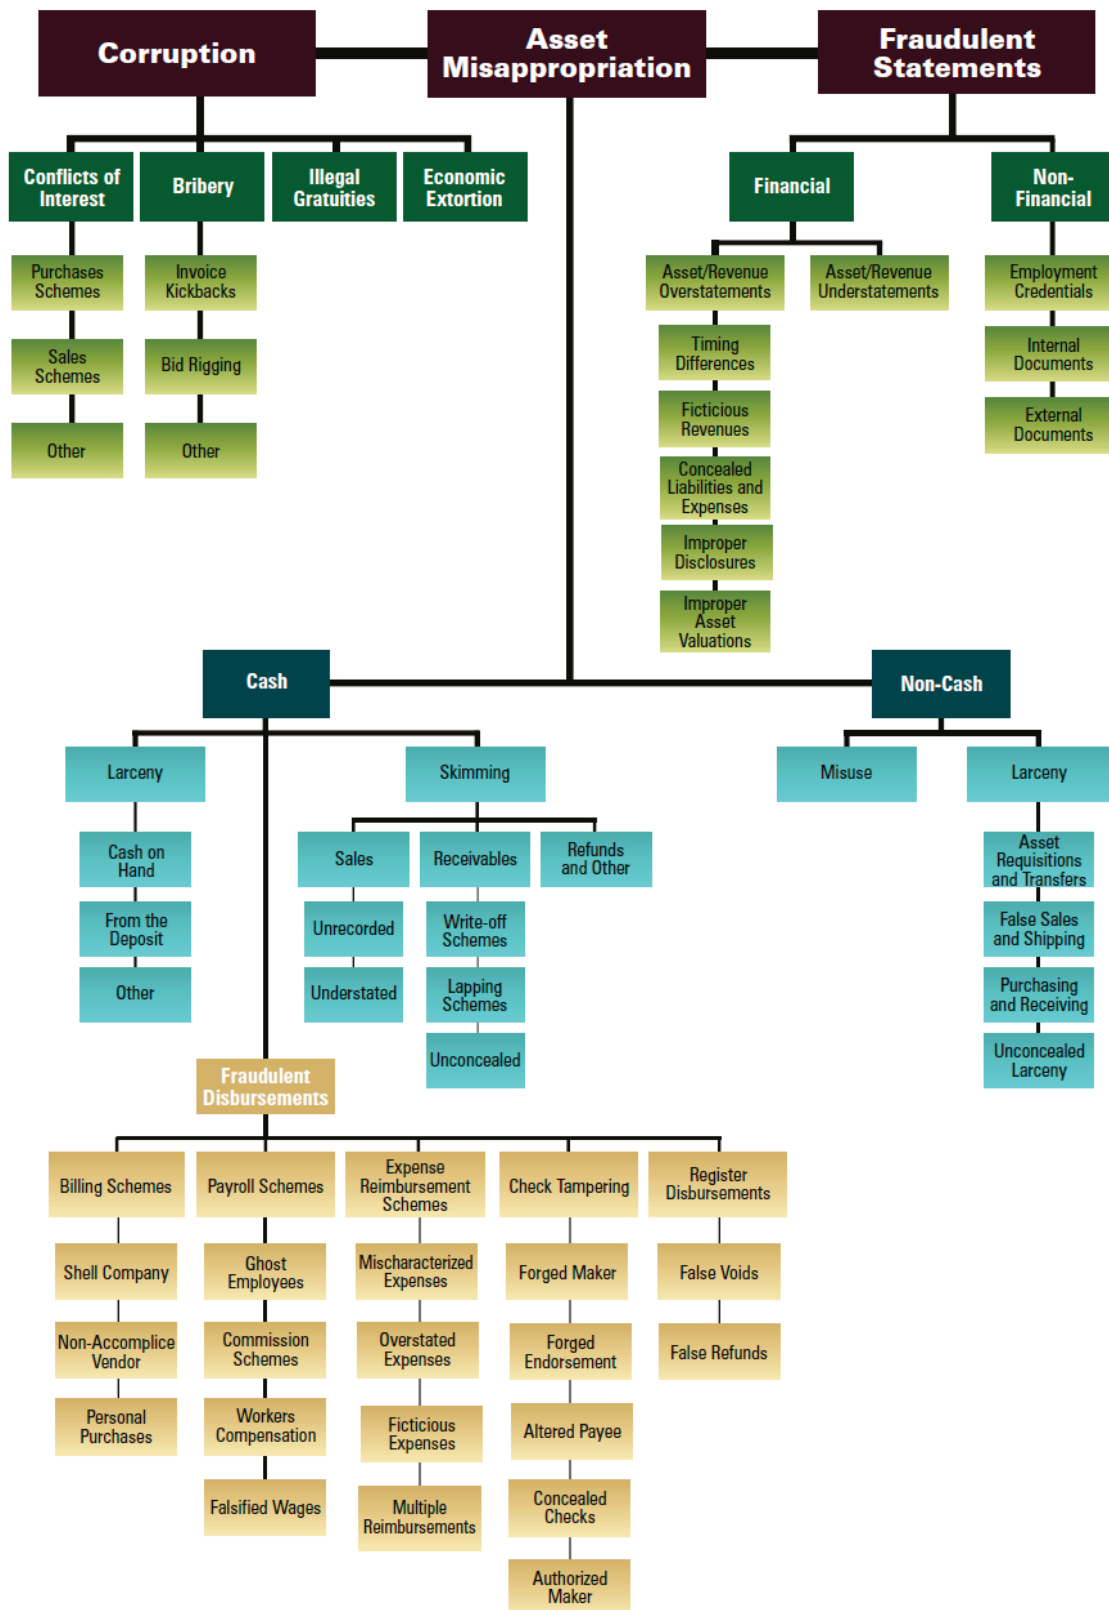 Corruption
Asset
Misappropriation
Fraudulent
Statements
Conflicts of
Interest
Bribery
Illegal
Gratuities
Economic
Extortion
Financial
Non-
Financial
Purchases
Schemes
Invoice
Kickbacks
Asset/Revenue
Overstatements
Asset/Revenue
Understatements
Employment
Credentials
Sales
Schemes
Bid Rigging
Timing
Differences
Internal
Documents
Other
Other
Ficticious
Revenues
External
Documents
Concealed
Liabilities and
Expenses
Improper
Disclosures
Improper
Asset
Valuations
Cash
Non-Cash
Larceny
Skimming
Misuse
Larceny
Cash on
Hand
Sales
Receivables
Refunds
and Other
Asset
Requisitions
and Transfers
From the
Deposit
Unrecorded
Write-off
Schemes
False Sales
and Shipping
Other
Understated
Lapping
Schemes
Purchasing
and Receiving
Unconcealed
Unconcealed
Larceny
Fraudulent
Disbursements
Billing Schemes
Payroll Schemes
Expense
Reimbursement
Schemes
Check Tampering
Register
Disbursements
Shell Company
Ghost
Employees
Mischaracterized
Expenses
Forged Maker
False Voids
Non-Accomplice
Vendor
Commission
Schemes
Overstated
Expenses
Forged
Endorsement
False Refunds
Personal
Purchases
Workers
Compensation
Ficticious
Expenses
Altered Payee
Falsified Wages
Multiple
Reimbursements
Concealed
Checks
Authorized
Maker